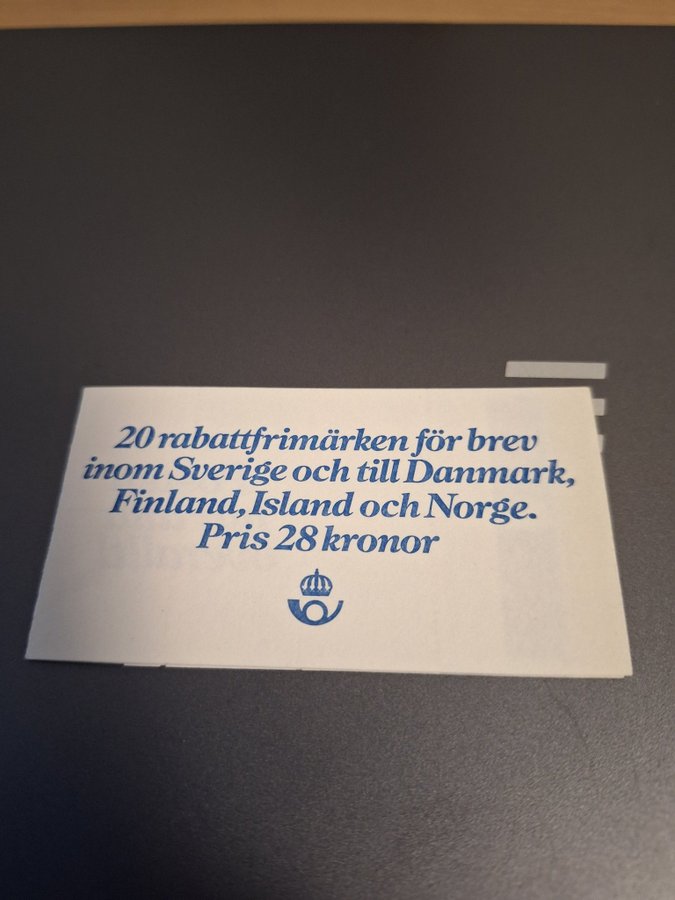 20 rabattfrimärken för brev
inom Sverige och till Danmark,
Finland, Island och Norge.
Pris 28 kronor